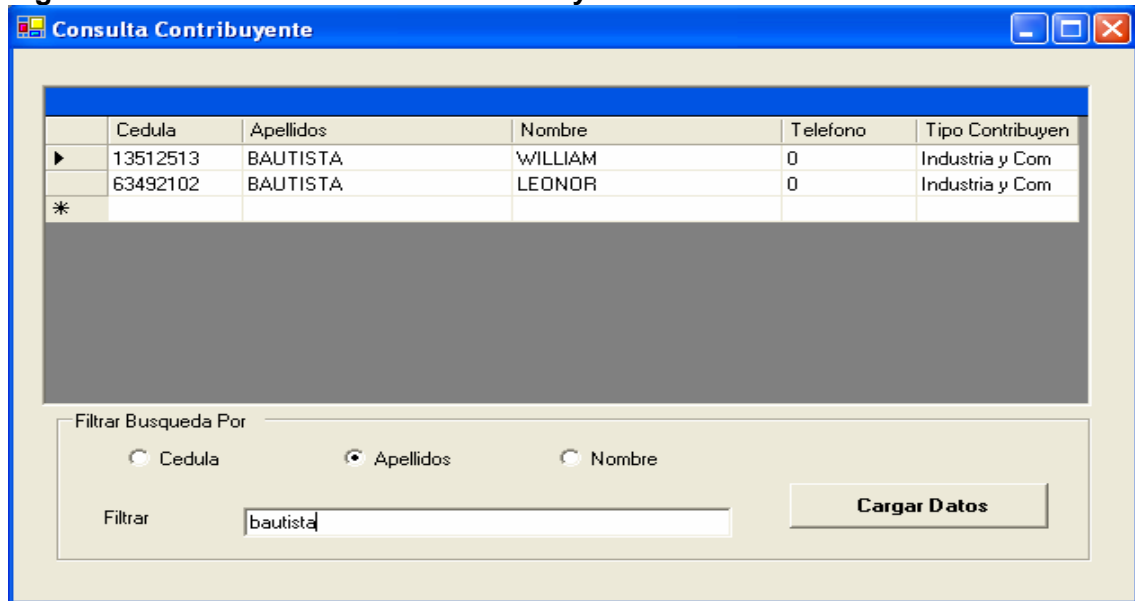 Consulta Contribuyente
Cedula Apellidos Nombre Telefono Tipo Contribuyen
13512513 BAUTISTA WILLIAM 0 Industria y Com
63492102 BAUTISTA LEONOR 0 Industria y Com
Filtrar Busqueda Por
Cedula Apellidos Nombre
Cargar Datos
Filtrar bautista